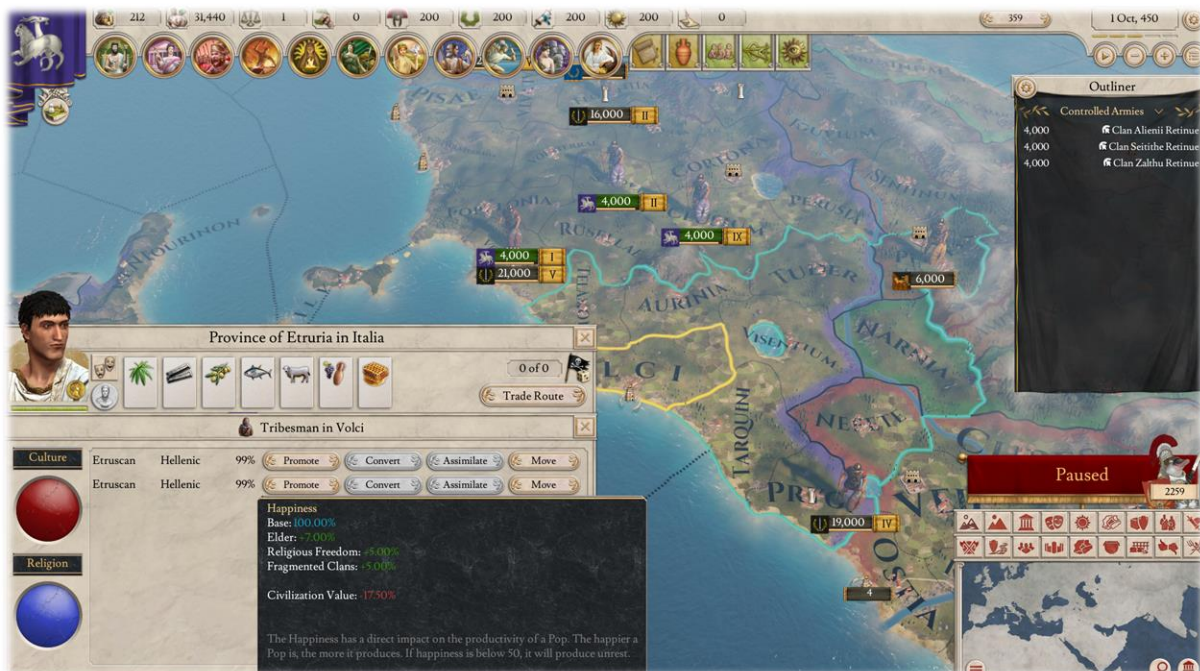 212 31,440 1 0 200 200 200 200 0 359 1 Oct, 450
Outliner
Controlled Armies
4,000 Clan Alienii Retinue
4,000 Clan Seitithe Retinue
4,000 Clan Zalthu Retinue
PISAE
16,000 II
IGUVIUM
ORTONA
SENTINUM
4,000 II
PERUSIA
POPULONIA
RUSELLAE
CLUSIUM
4,000 IX
4,000 I
21,000 V
TUDER
6,000
AURINIA
NARNIA
VISENTIUM
Province of Etruria in Italia
0 of 0
Trade Route
LCI
NEPETE
TARQUINI
Tribesman in Volci
Culture
Etruscan Hellenic 99% Promote Convert Assimilate Move
Etruscan Hellenic 99% Promote Convert Assimilate Move
Paused
2259
19,000 IV
OSTIA
4
Happiness
Base: 100.00%
Elder: +7.00%
Religious Freedom: +5.00%
Fragmented Clans: +5.00%
Civilization Value: -17.50%
Religion
The Happiness has a direct impact on the productivity of a Pop. The happier a
Pop is, the more it produces. If happiness is below 50, it will produce unrest.